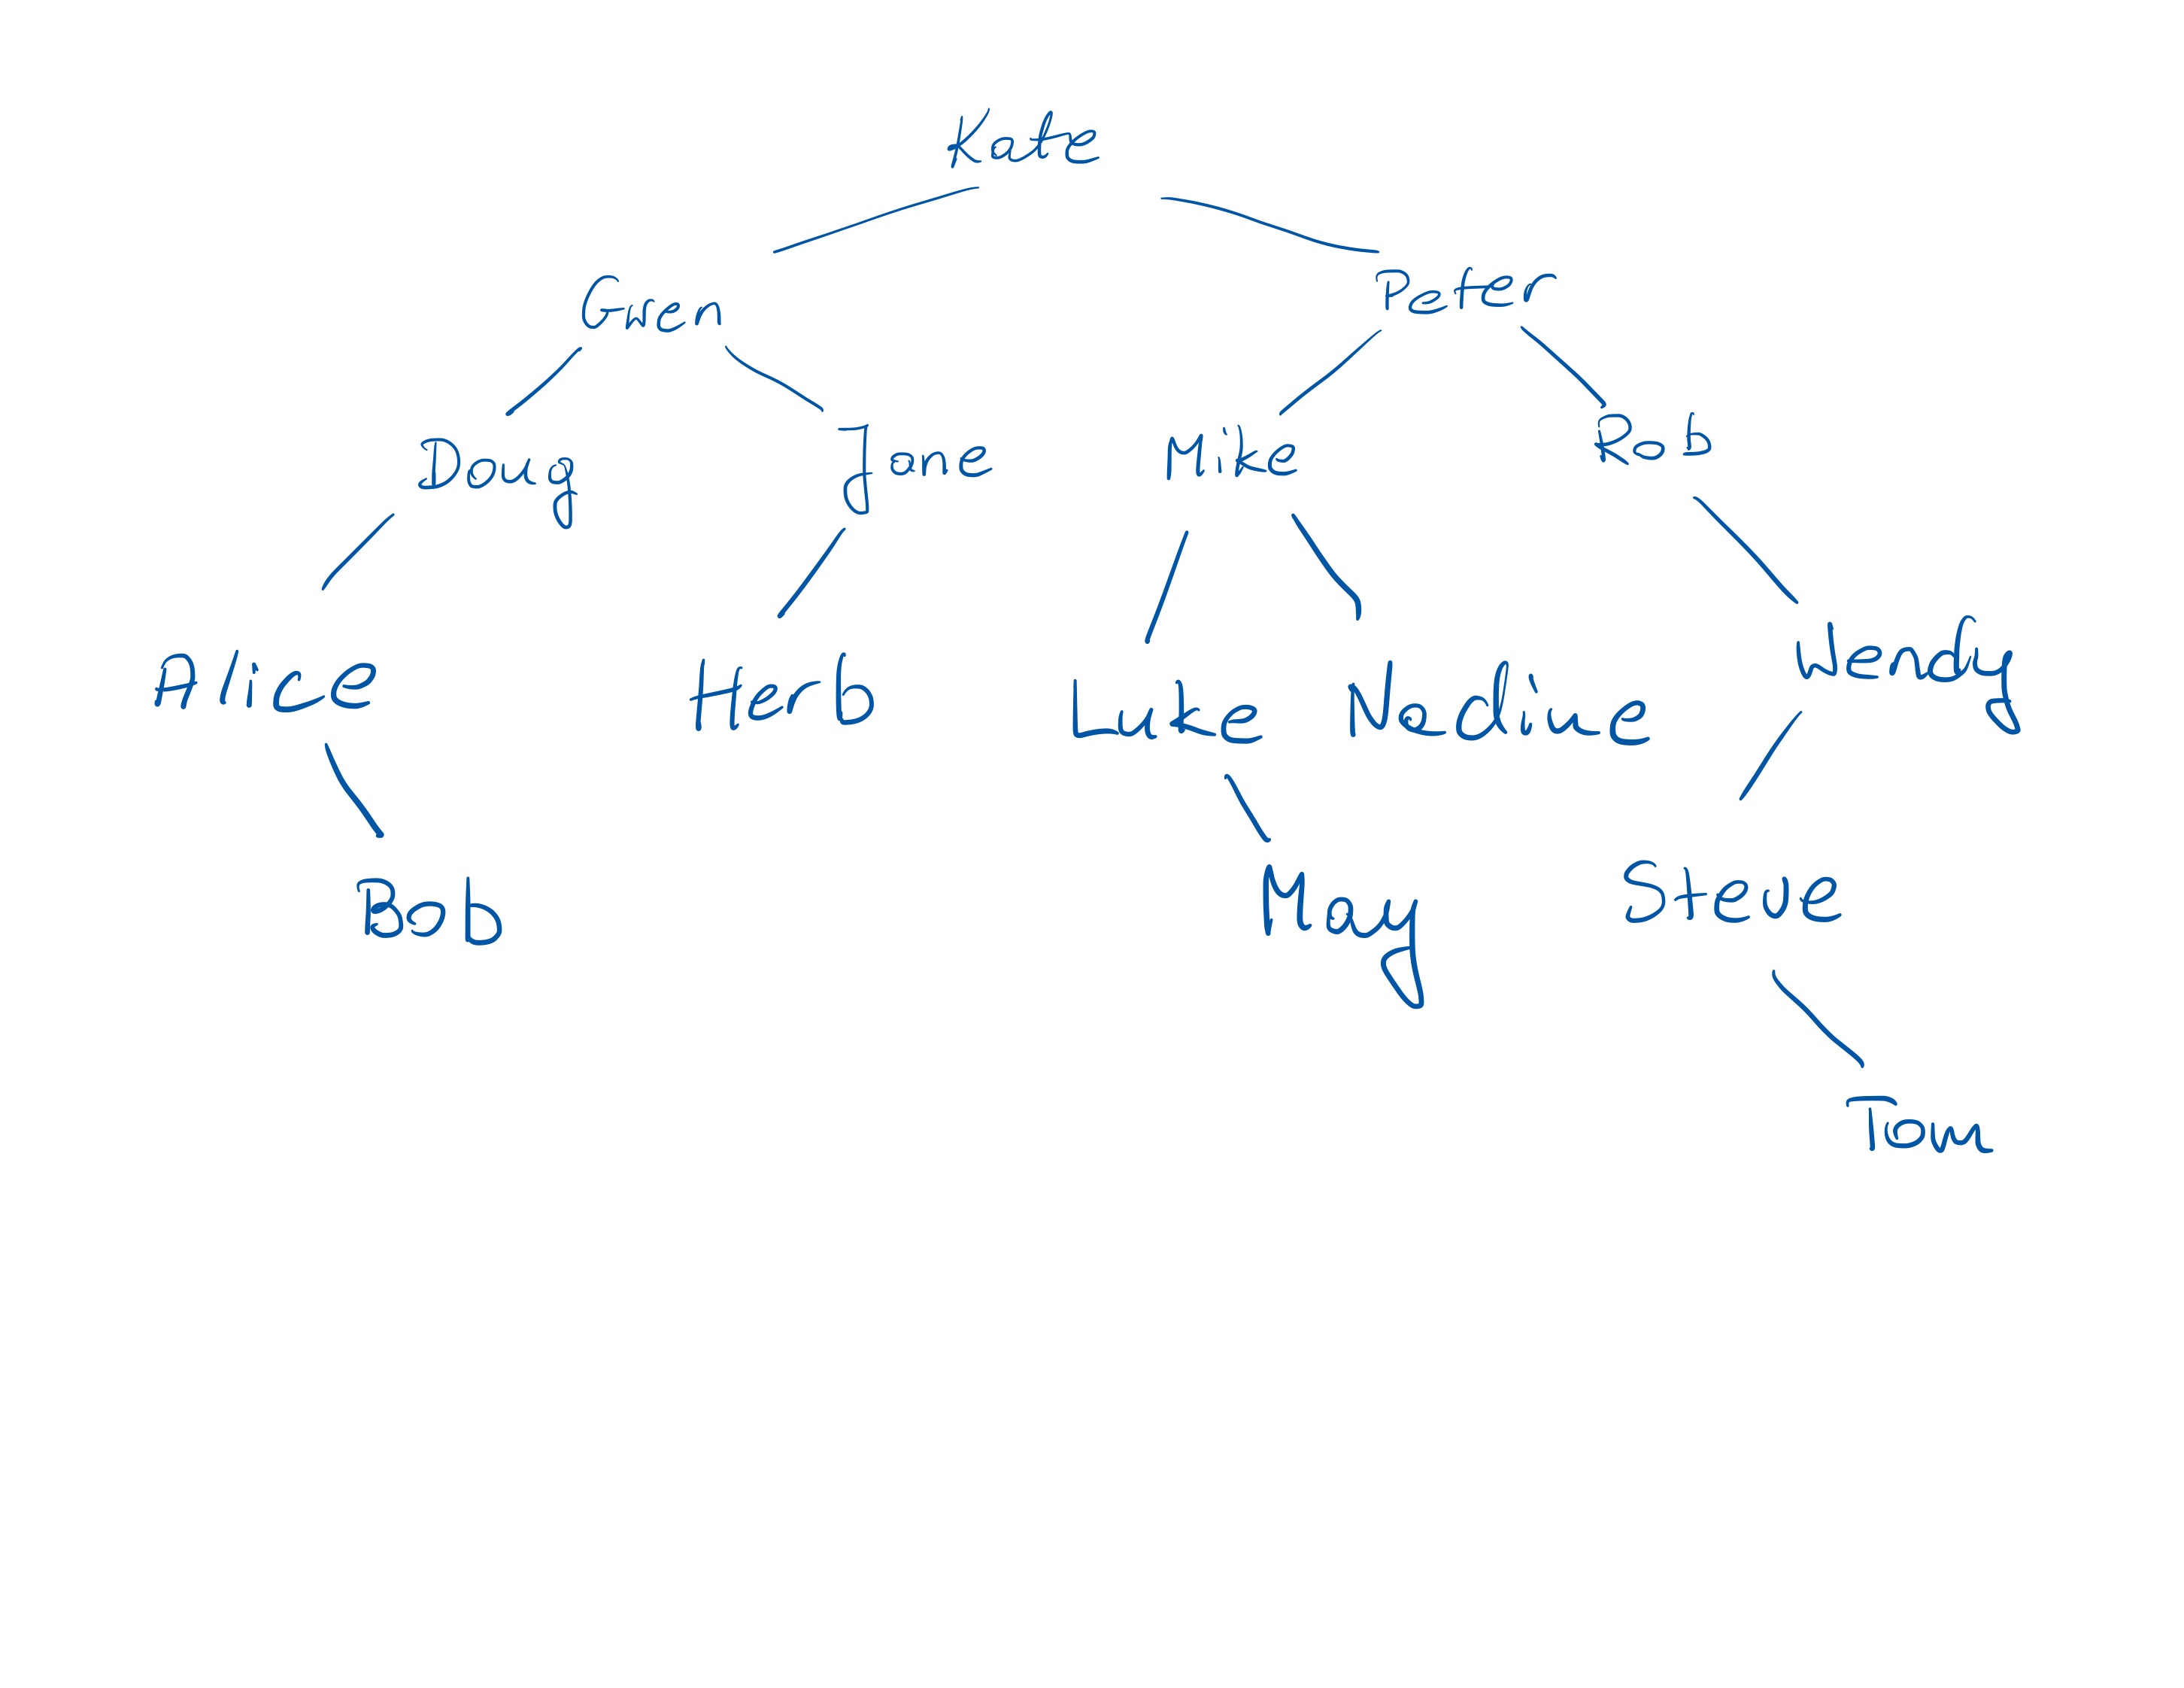 Kate
Gwen Peter
Doug Jane Mike Rob
Alice Herb Luke Nadine Wendy
Bob May Steve
Tom